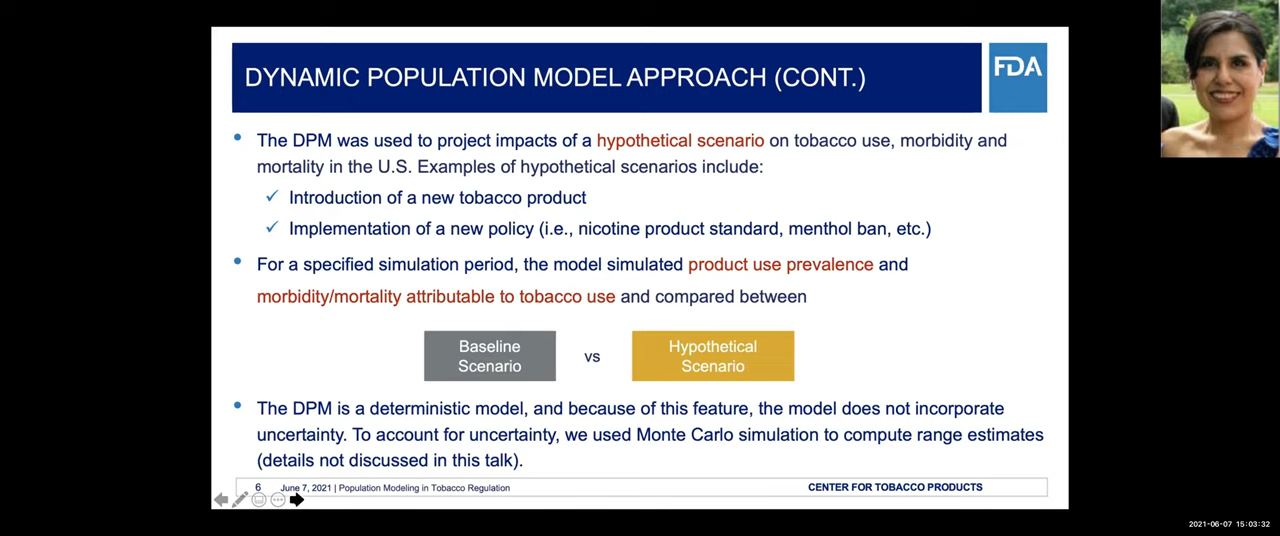 DYNAMIC POPULATION MODEL APPROACH (CONT.)
FDA
• The DPM was used to project impacts of a hypothetical scenario on tobacco use, morbidity and
mortality in the U.S. Examples of hypothetical scenarios include:
✓ Introduction of a new tobacco product
✓ Implementation of a new policy (i.e., nicotine product standard, menthol ban, etc.)
• For a specified simulation period, the model simulated product use prevalence and
morbidity/mortality attributable to tobacco use and compared between
Baseline
Scenario
vs
Hypothetical
Scenario
• The DPM is a deterministic model, and because of this feature, the model does not incorporate
uncertainty. To account for uncertainty, we used Monte Carlo simulation to compute range estimates
(details not discussed in this talk).
6 June 7, 2021 | Population Modeling in Tobacco Regulation
CENTER FOR TOBACCO PRODUCTS
2021-06-07 15:03:32